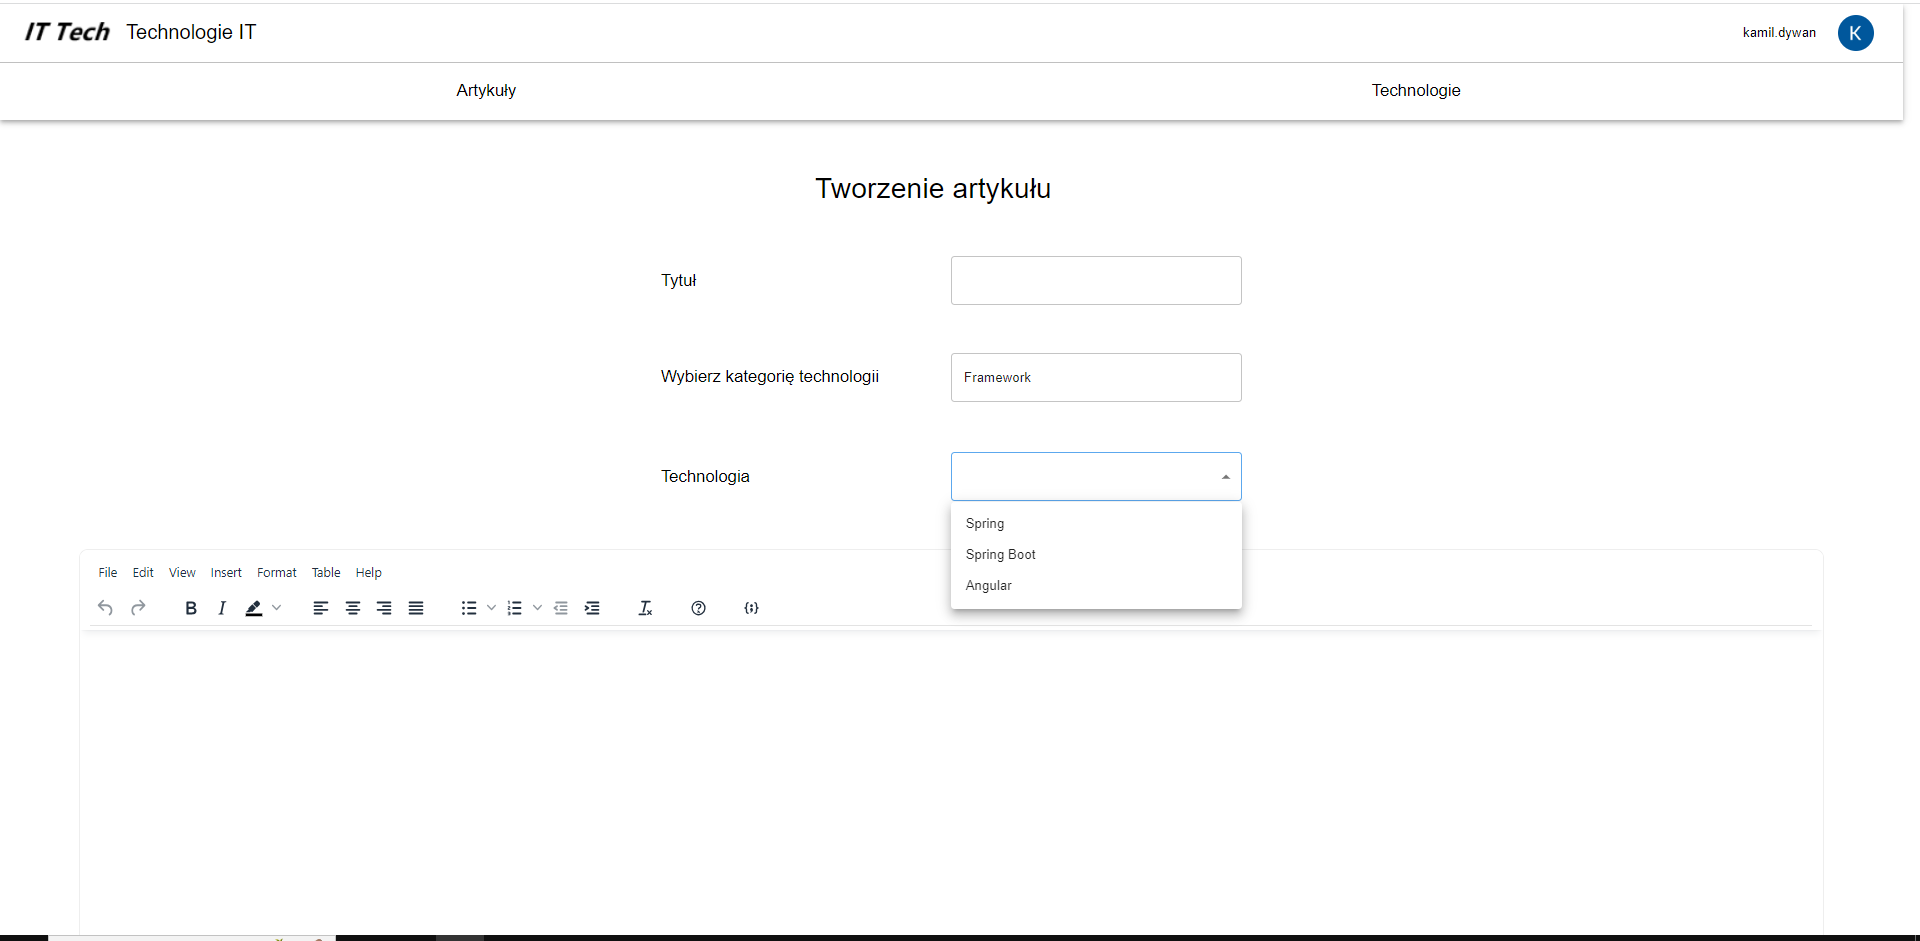 IT Tech Technologie IT kamil.dywan K
Artykuły Technologie
Tworzenie artykułu
Tytuł
Wybierz kategorię technologii Framework
Technologia
Spring
Spring Boot
Angular
File Edit View Insert Format Table Help